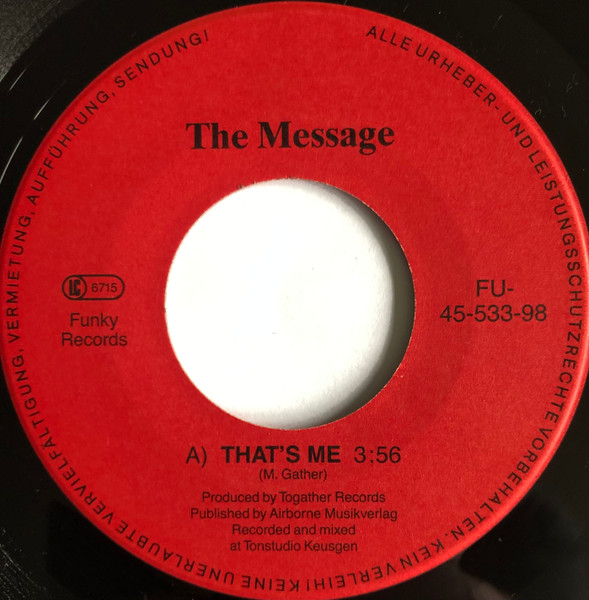 ALLE URHEBER- UND LEISTUNGSSCHUTZRECHTE VORBEHALTEN. KEIN VERLEIH! KEINE UNERLAUBTE VERVIELFÄLTIGUNG, VERMIETUNG, AUFFÜHRUNG, SENDUNG!
The Message
LC 6715
Funky
Records
FU-
45-533-98
A) THAT'S ME 3:56
(M. Gather)
Produced by Togather Records
Published by Airborne Musikverlag
Recorded and mixed
at Tonstudio Keusgen